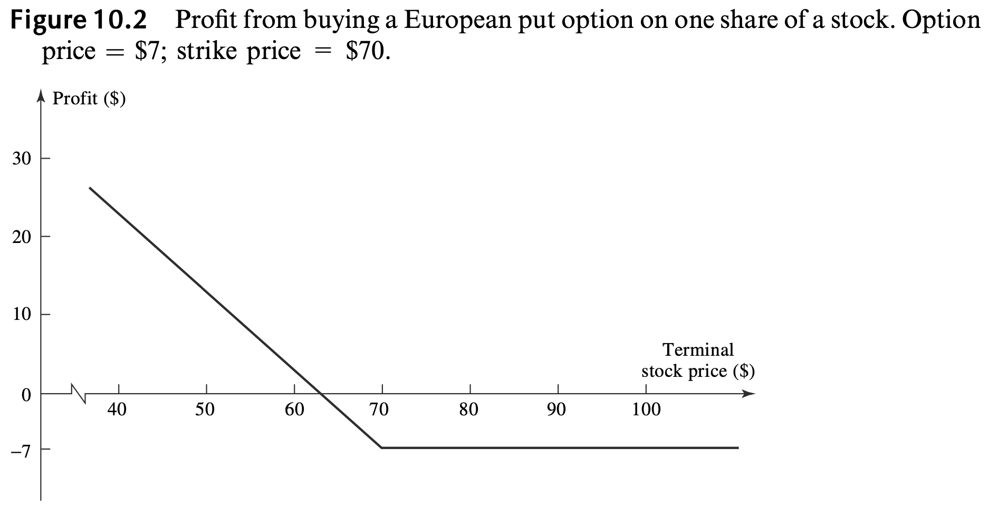 Figure 10.2 Profit from buying a European put option on one share of a stock. Option
price = $7; strike price = $70.
Profit ($)
30
20
10
Terminal
stock price ($)
0
40 50 60 70 80 90 100
–7